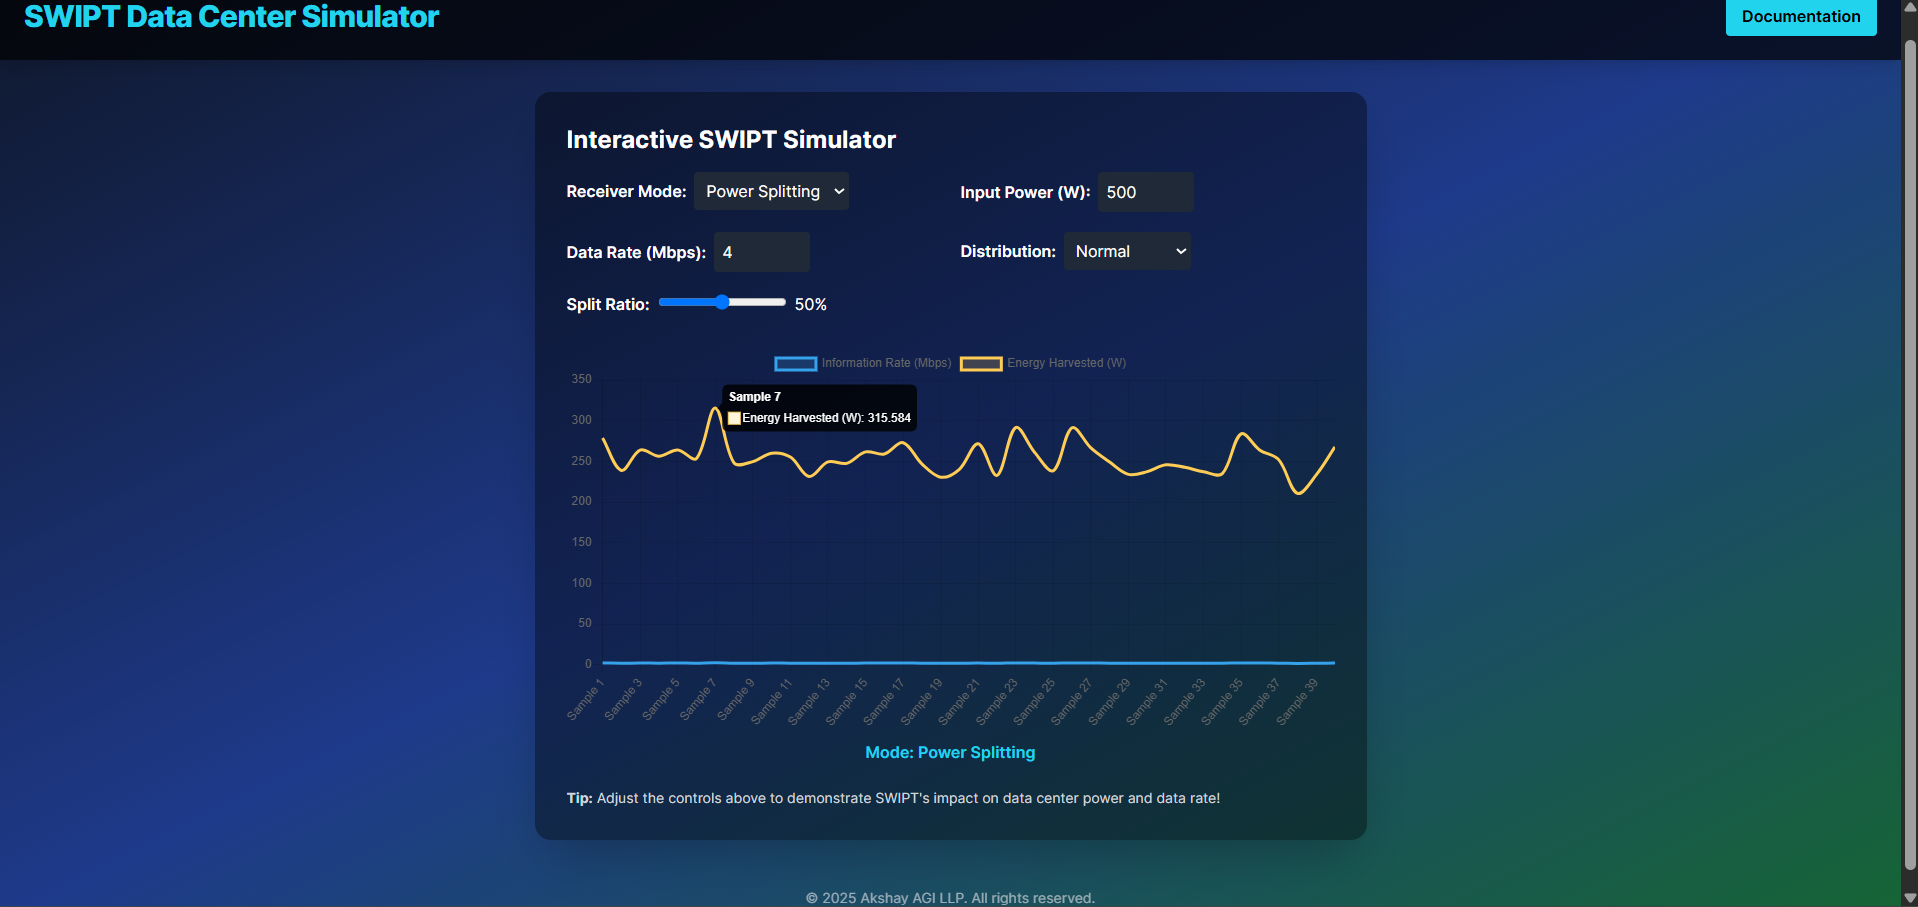 SWIPT Data Center Simulator
Documentation
Interactive SWIPT Simulator
Receiver Mode: Power Splitting
Input Power (W): 500
Data Rate (Mbps): 4
Distribution: Normal
Split Ratio: 50%
Information Rate (Mbps) Energy Harvested (W)
350
Sample 7
Energy Harvested (W): 315.584
300
250
200
150
100
50
0
Sample 1 Sample 3 Sample 5 Sample 7 Sample 9 Sample 11 Sample 13 Sample 15 Sample 17 Sample 19 Sample 21 Sample 23 Sample 25 Sample 27 Sample 29 Sample 31 Sample 33 Sample 35 Sample 37 Sample 39
Mode: Power Splitting
Tip: Adjust the controls above to demonstrate SWIPT's impact on data center power and data rate!
© 2025 Akshay AGI LLP. All rights reserved.